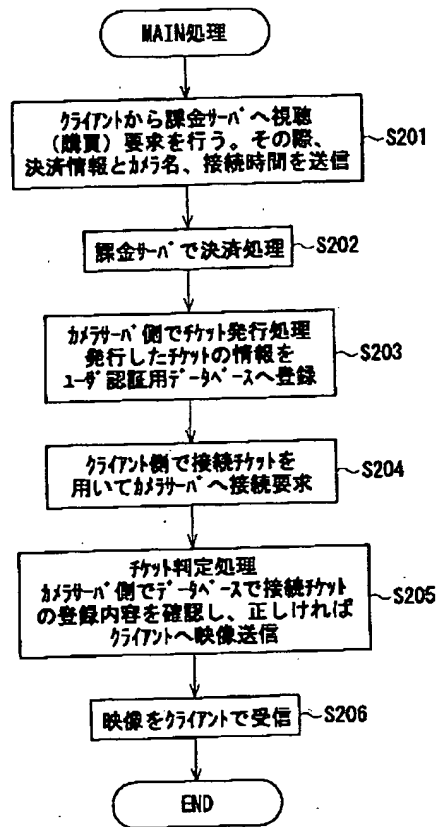 MAIN処理
クライアントから課金サーバへ視聴
（購買）要求を行う。その際、
決済情報とカメラ名、接続時間を送信
S201
課金サーバで決済処理
S202
カメラサーバ側でチケット発行処理
発行したチケットの情報を
ユーザ認証用データベースへ登録
S203
クライアント側で接続チケットを
用いてカメラサーバへ接続要求
S204
チケット判定処理
カメラサーバ側でデータベースで接続チケット
の登録内容を確認し、正しければ
クライアントへ映像送信
S205
映像をクライアントで受信
S206
END